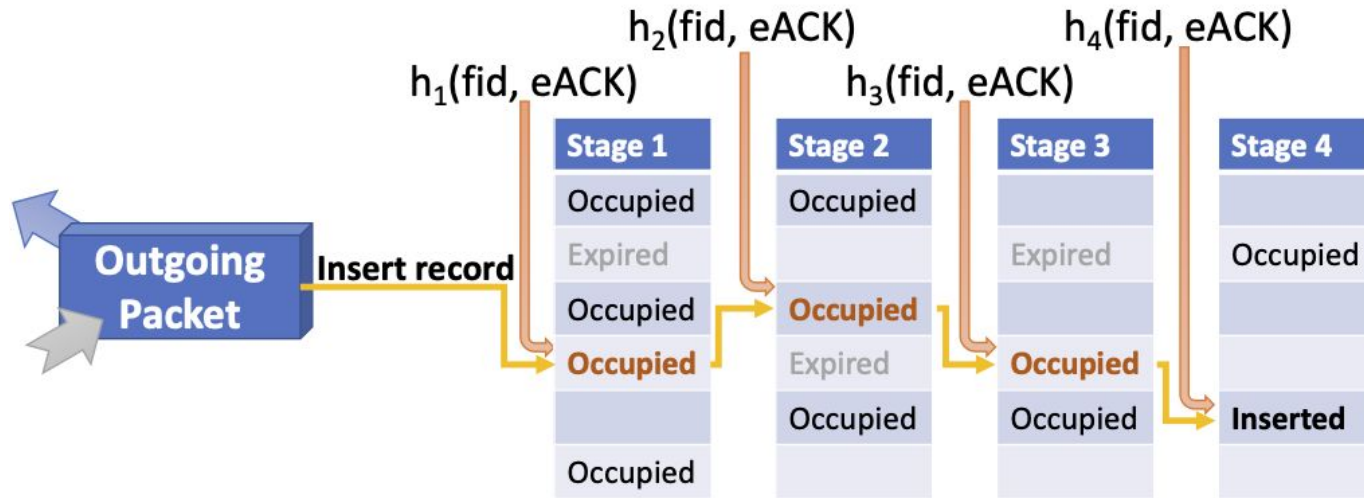 h₂(fid, eACK)
h₄(fid, eACK)
h₁(fid, eACK)
h₃(fid, eACK)
Stage 1
Stage 2
Stage 3
Stage 4
Occupied
Occupied
Expired
Expired
Occupied
Outgoing
Packet
Insert record
Occupied
Occupied
Occupied
Expired
Occupied
Occupied
Occupied
Inserted
Occupied